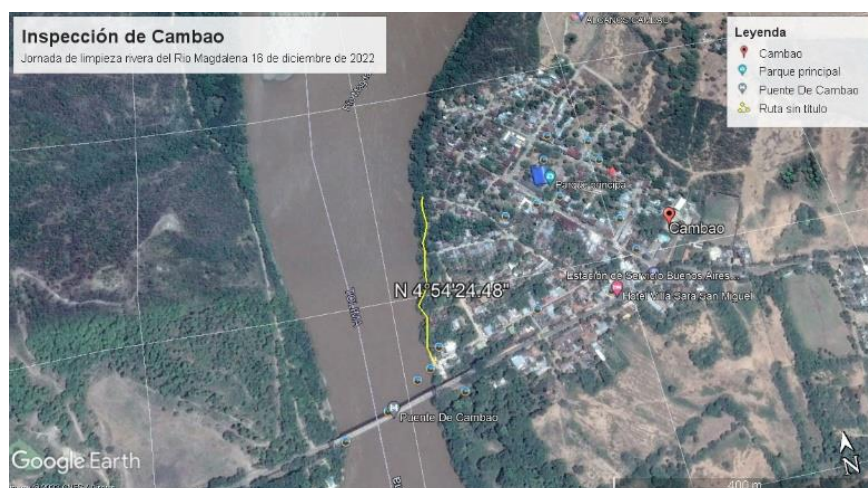 Inspección de Cambao
Jornada de limpieza rivera del Rio Magdalena 16 de diciembre de 2022
Leyenda
Cambao
Parque principal
Puente De Cambao
Ruta sin título
ALCANOS CAMBAO
Parque principal
Cambao
Estación de Servicio Buenos Aires
N 4°54'24.48"
Hotel Villa Sara San Miguel
Puente De Cambao
Google Earth
400 m
N